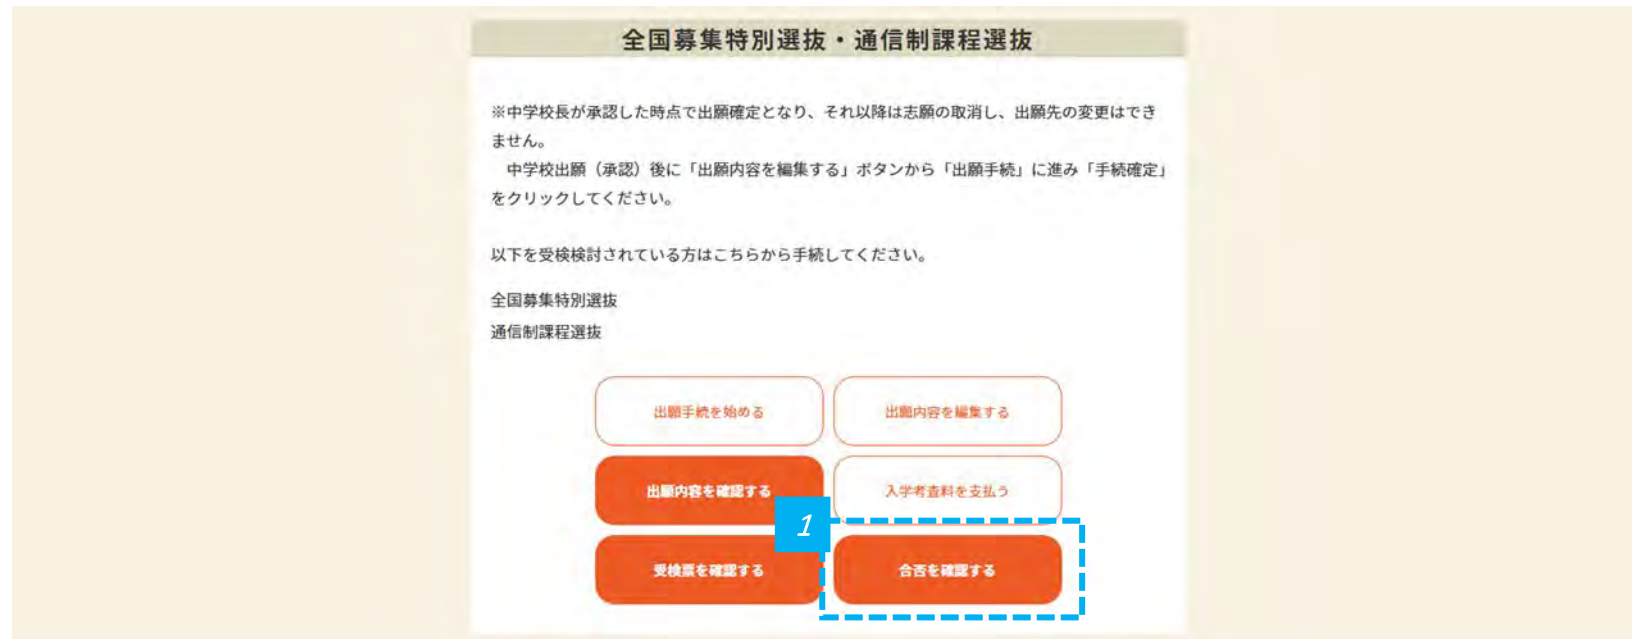 全国募集特別選抜・通信制課程選抜
※中学校長が承認した時点で出願確定となり、それ以降は志願の取消し、出願先の変更はでき
ません。
中学校出願（承認）後に「出願内容を編集する」ボタンから「出願手続」に進み「手続確定」
をクリックしてください。
以下を受検検討されている方はこちらから手続してください。
全国募集特別選抜
通信制課程選抜
出願手続を始める
出願内容を編集する
出願内容を確認する
入学考査料を支払う
1
受検票を確認する
合否を確認する